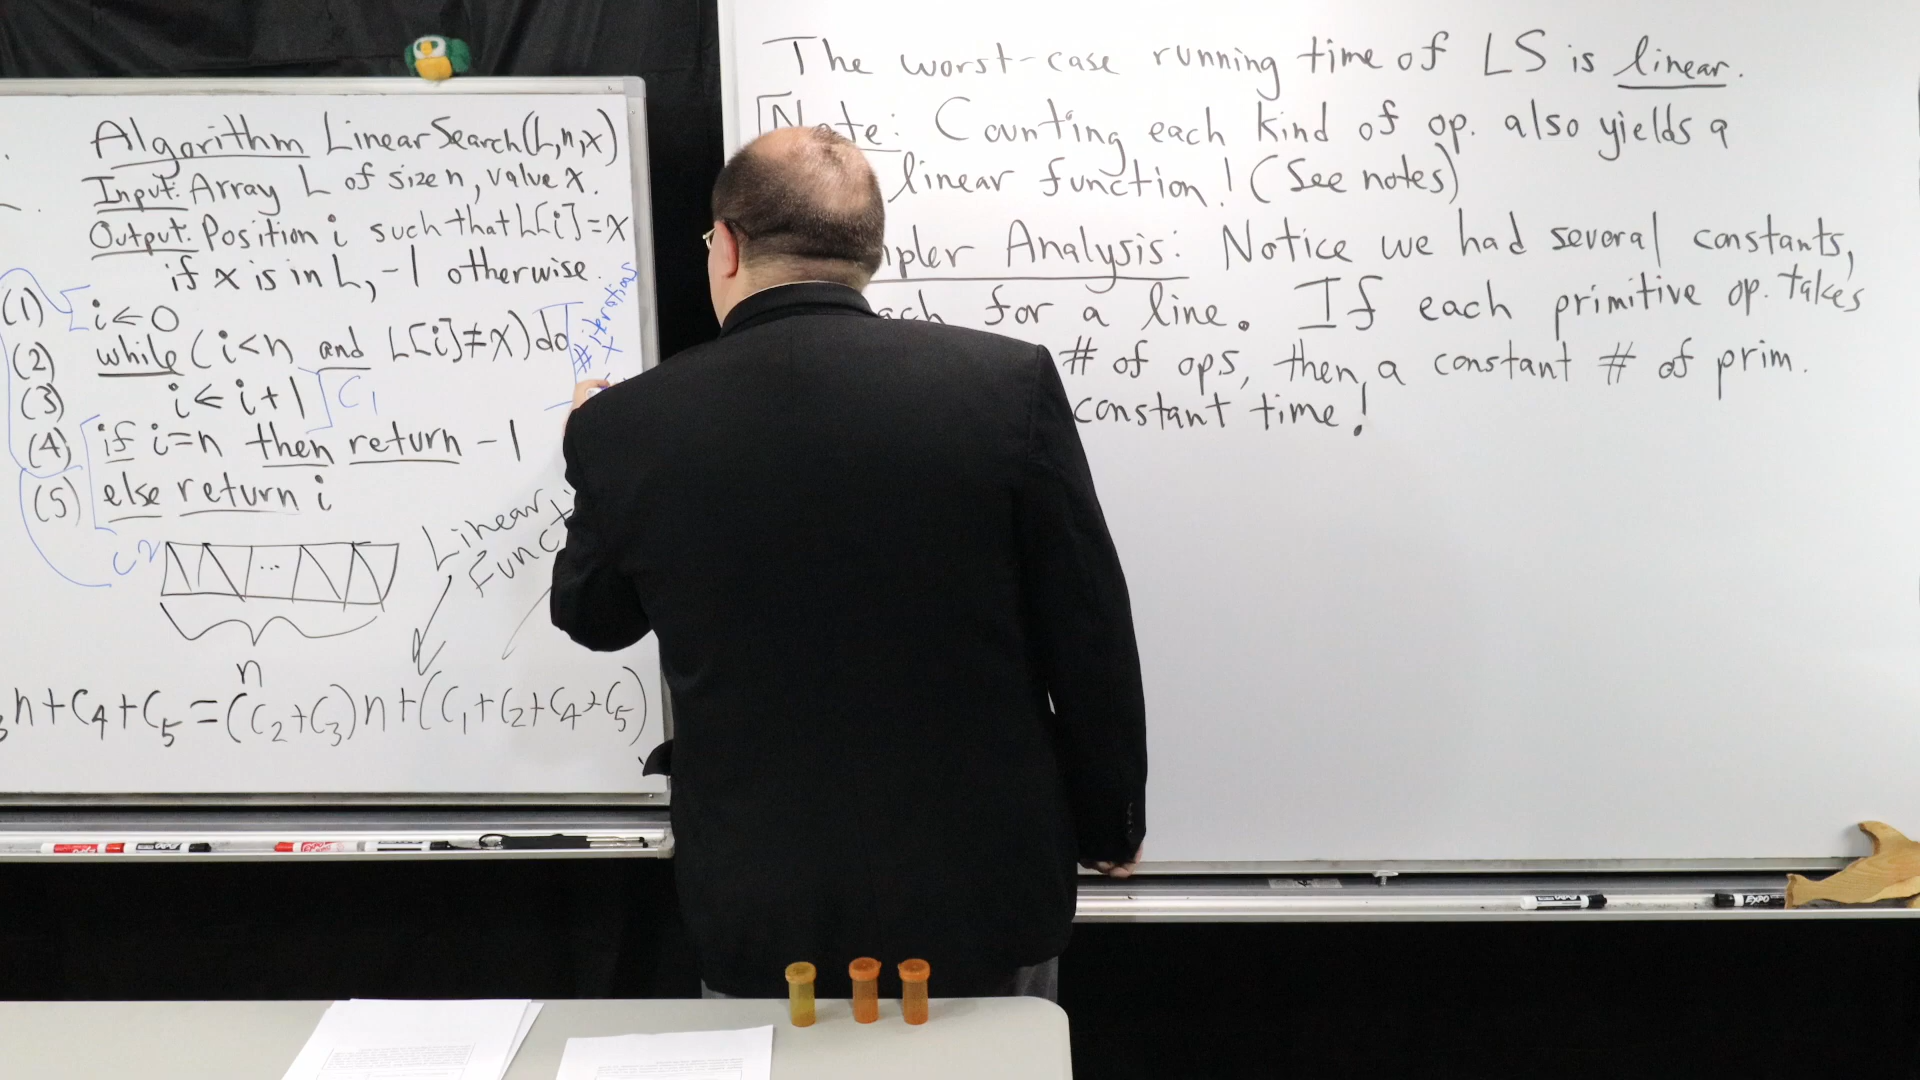 Algorithm LinearSearch(L,n,x)
Input: Array L of size n, value x.
Output: Position i such that L[i]=x
if x is in L, -1 otherwise.
(1) i ← 0
(2) while (i<n and L[i]≠x) do
(3) i ← i+1
(4) if i=n then return -1
(5) else return i
# iterations
x
C1
C2
...
n
Linear
n+C4+C5=(C2+C3)n+(C1+C2+C4+C5)
The worst-case running time of LS is linear.
Note: Counting each kind of op. also yields a
linear function! (See notes)
Analysis: Notice we had several constants,
for a line. If each primitive op. takes
# of ops, then, a constant # of prim.
constant time!
EXPO